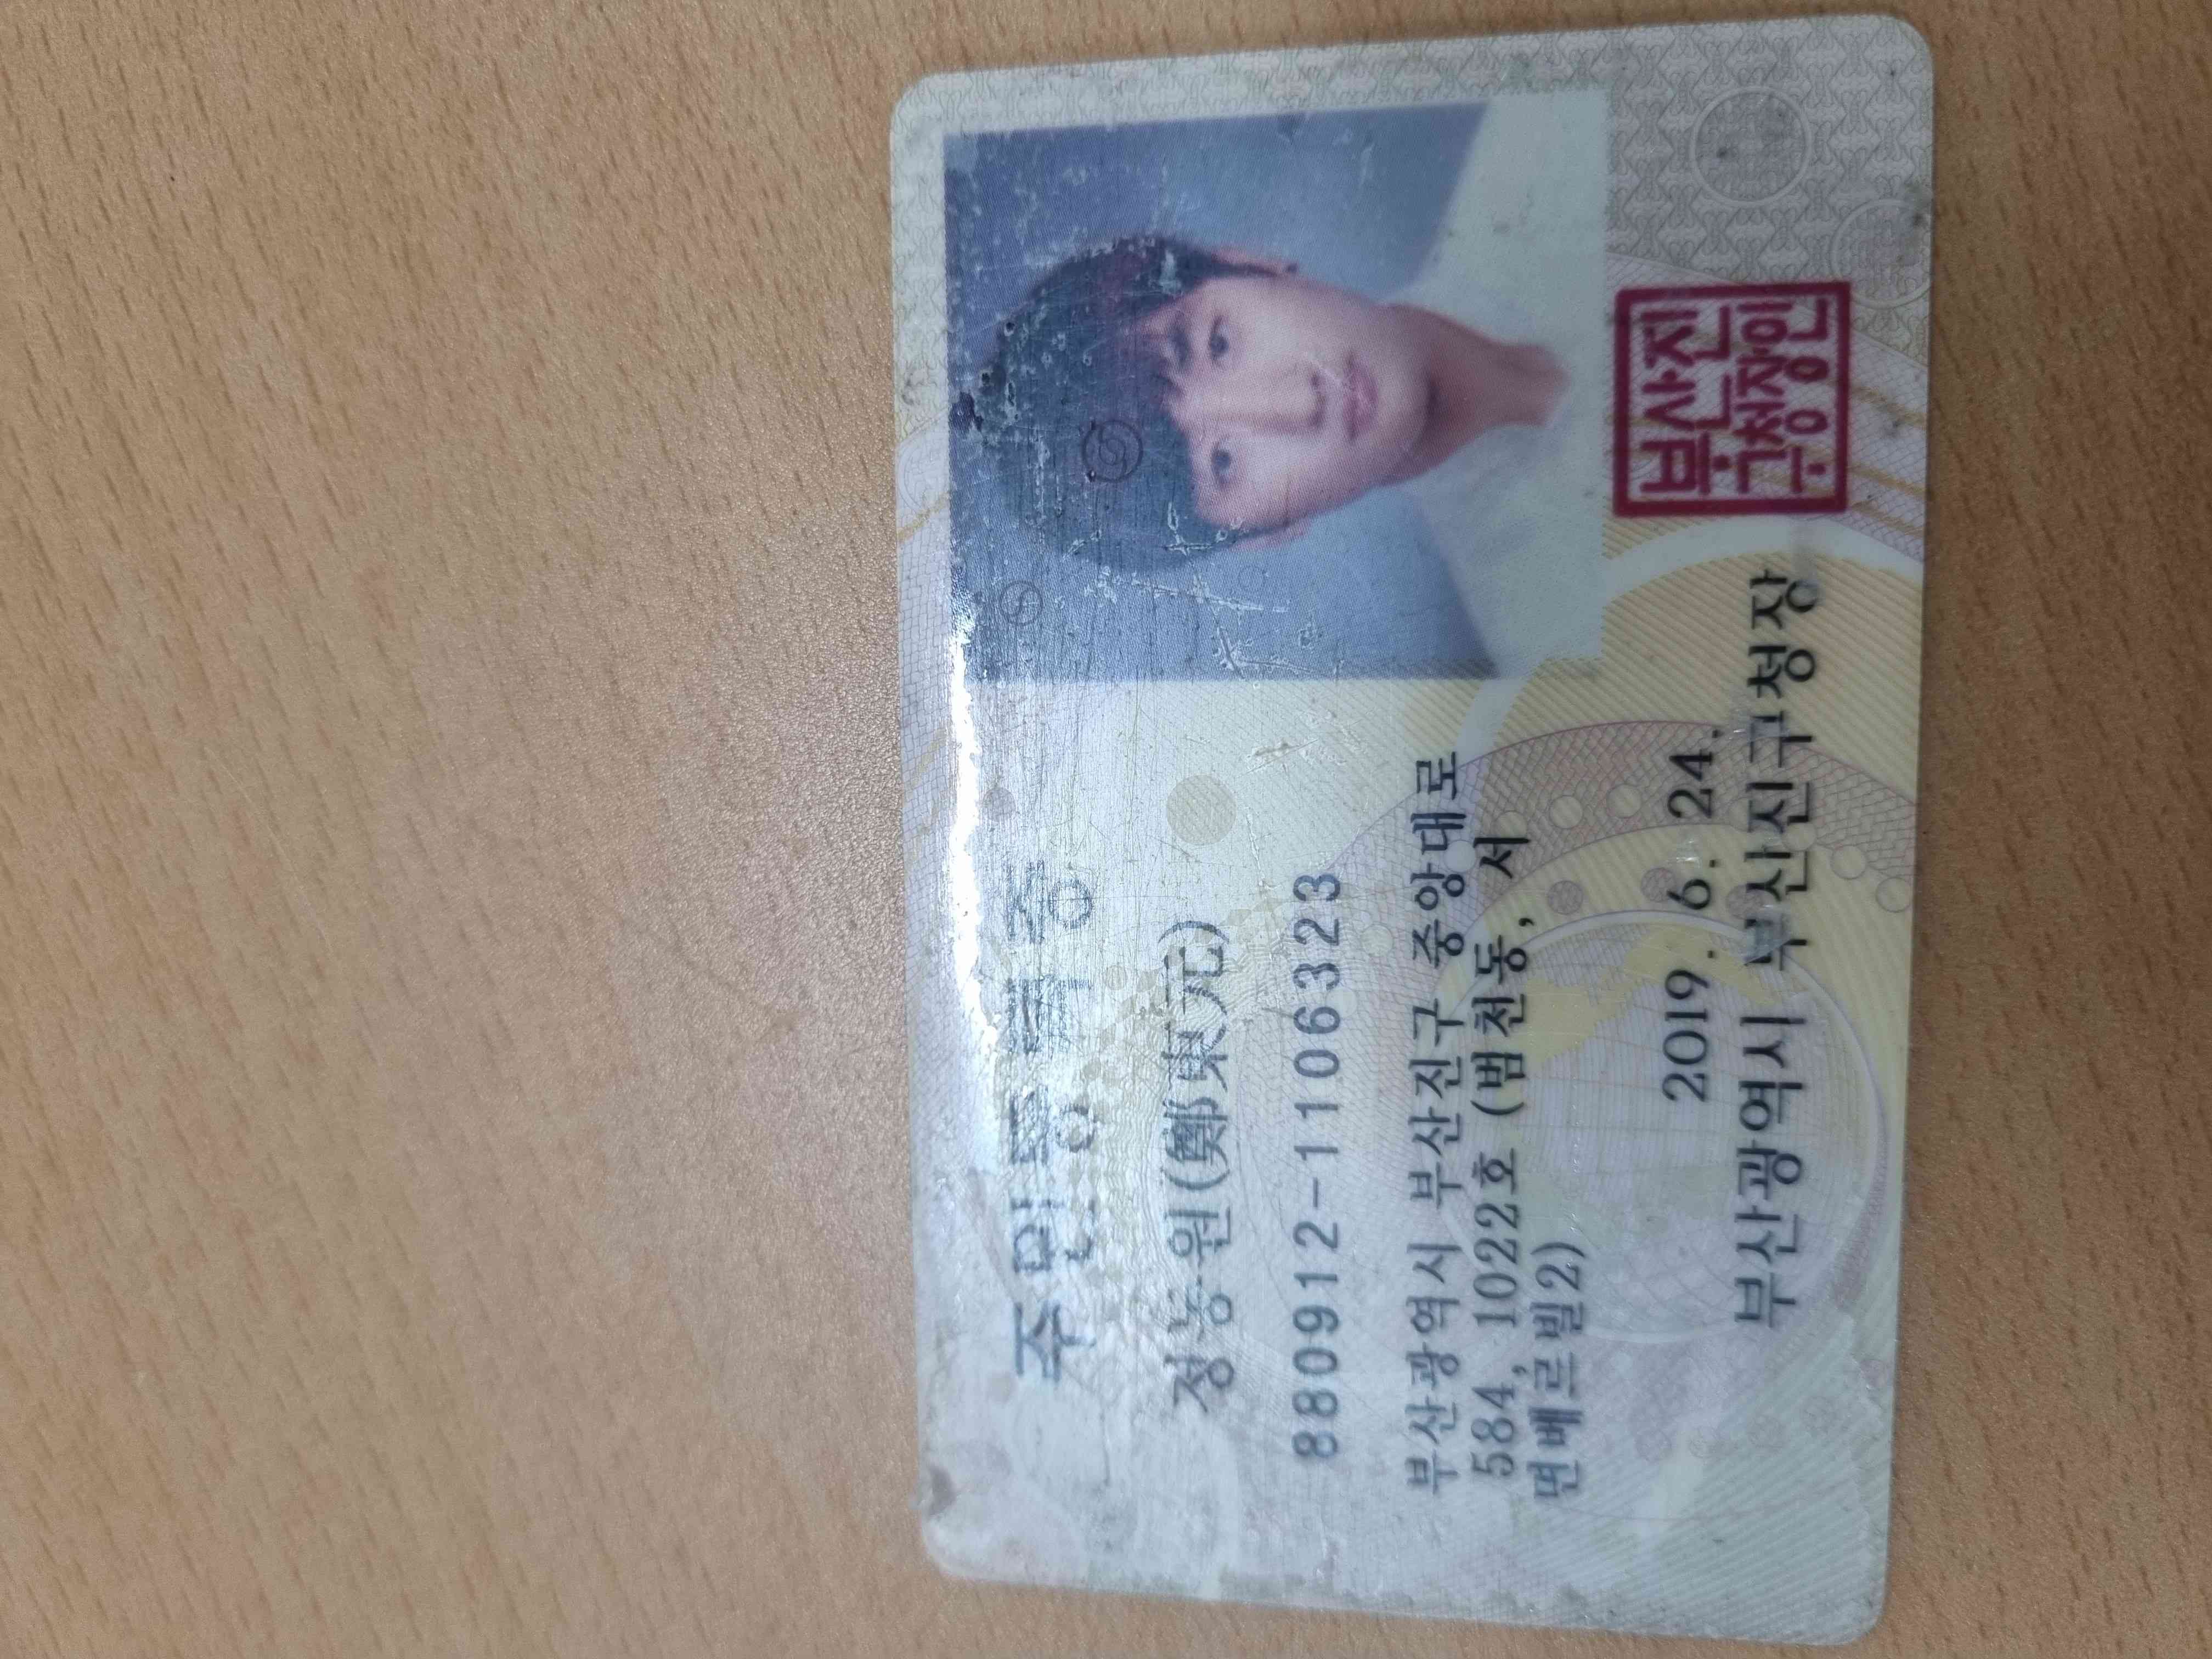 주민등록증
정동원(鄭東元)
880912-1106323
부산광역시 부산진구 중앙대로
584, 1022호 (범천동, 서
면베르빌2)
2019. 6. 24.
부산광역시 부산진구청장
부산진
구청장인